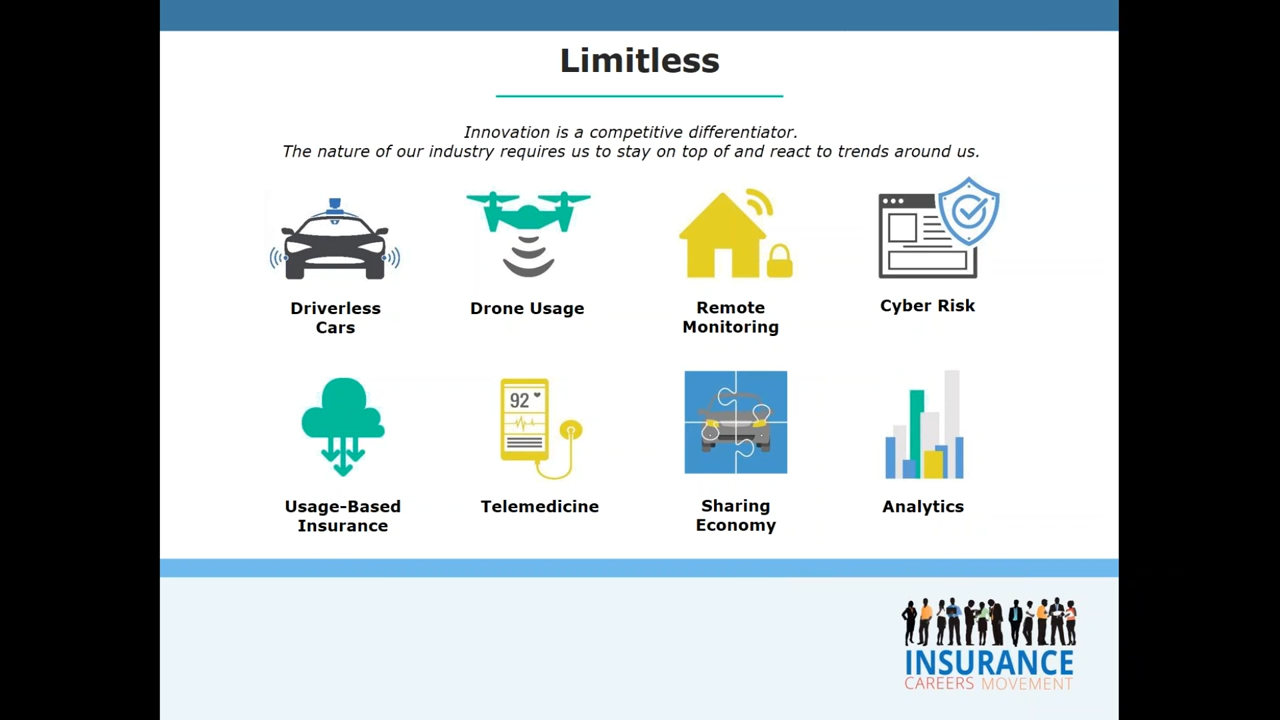 Limitless
Innovation is a competitive differentiator.
The nature of our industry requires us to stay on top of and react to trends around us.
Driverless
Cars
Drone Usage
Remote
Monitoring
Cyber Risk
92
Usage-Based
Insurance
Telemedicine
Sharing
Economy
Analytics
INSURANCE
CAREERS MOVEMENT